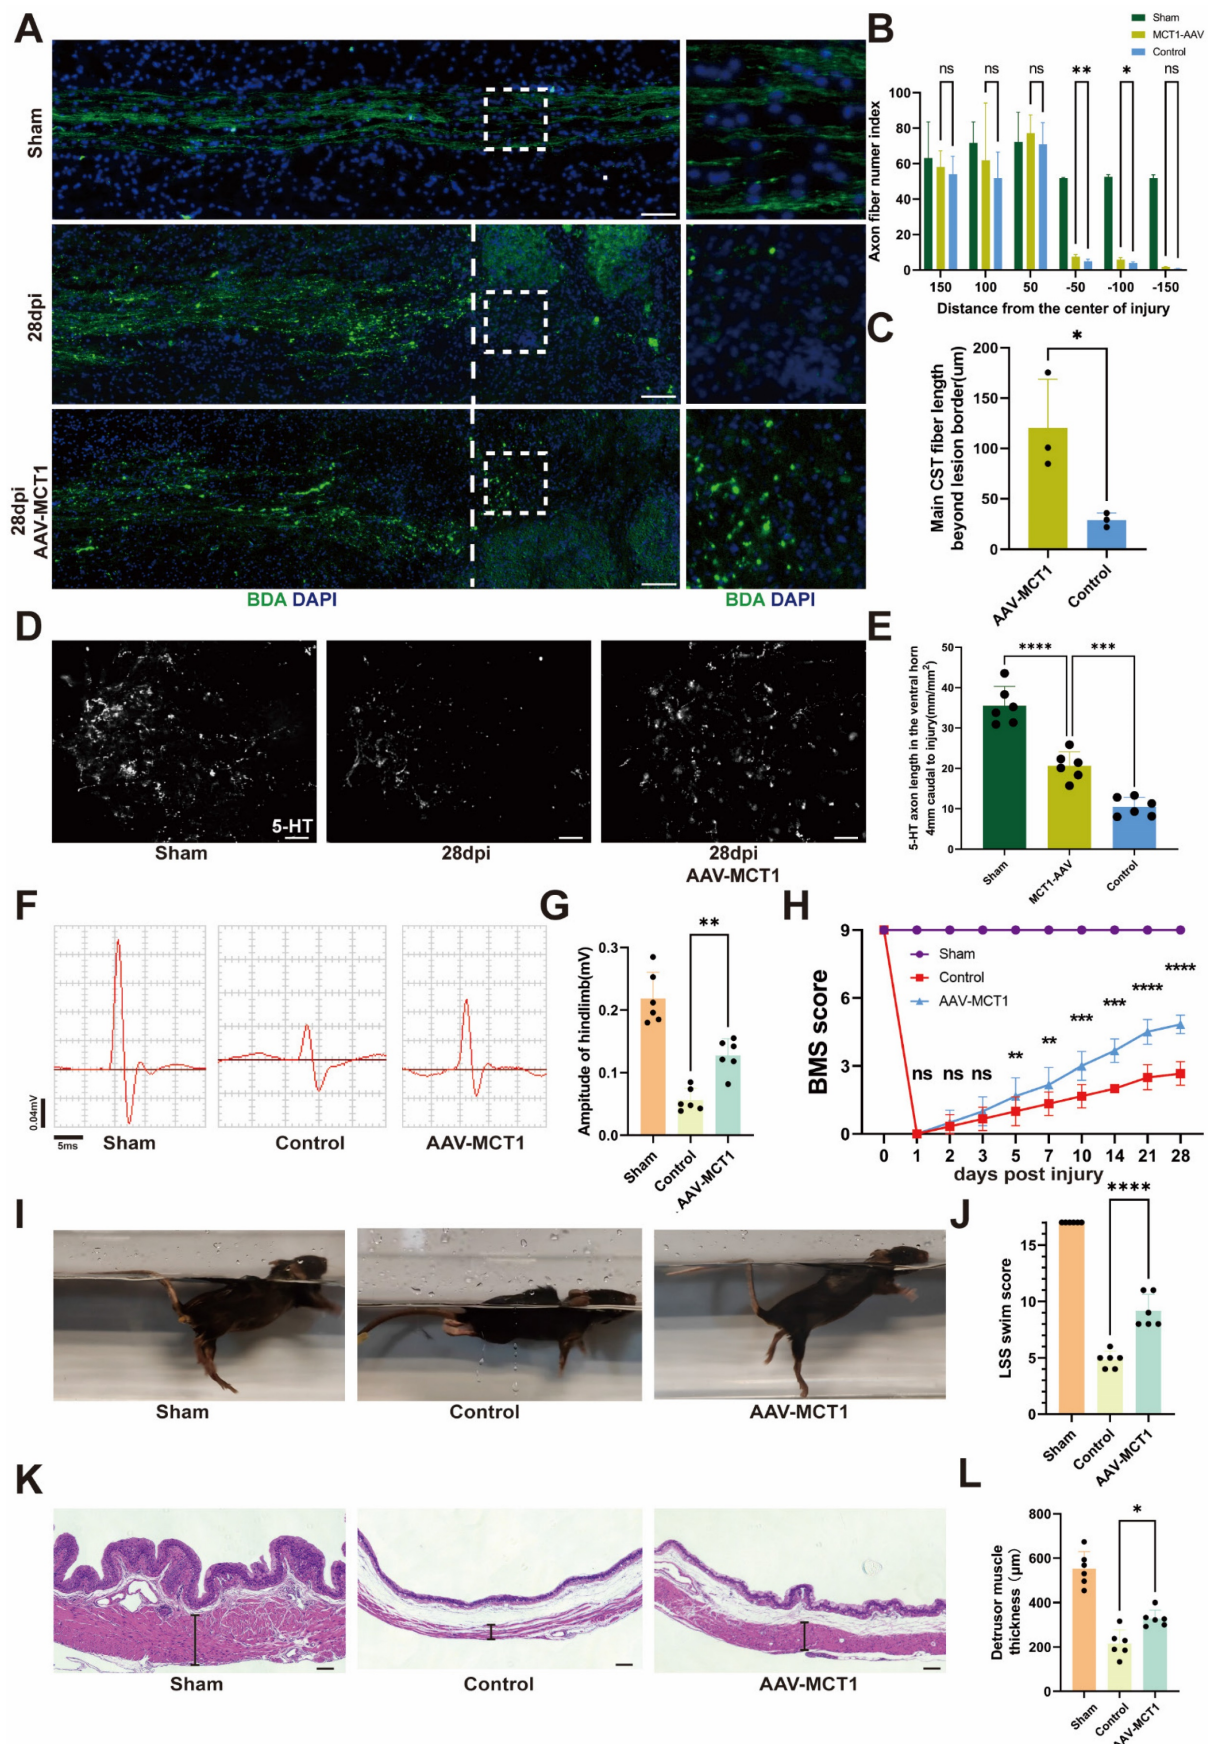 A
Sham
28dpi
28dpi
AAV-MCT1
BDA DAPI
BDA DAPI
B
Sham
MCT1-AAV
Control
ns
ns
ns
**
*
ns
Axon fiber numer index
100
80
60
40
20
0
150 100 50 -50 -100 -150
Distance from the center of injury
C
*
Main CST fiber length
beyond lesion border(um)
200
150
100
50
0
AAV-MCT1
Control
D
5-HT
Sham
28dpi
28dpi
AAV-MCT1
E
****
***
5-HT axon length in the ventral horn
4mm caudal to injury(mm/mm²)
50
40
30
20
10
0
Sham
MCT1-AAV
Control
F
0.04mV
5ms
Sham
Control
AAV-MCT1
G
**
Ampitude of hindlimb(mV)
0.3
0.2
0.1
0.0
Sham
Control
AAV-MCT1
H
BMS score
9
6
3
0
Sham
Control
AAV-MCT1
ns ns ns ** ** *** *** **** ****
0 1 2 3 5 7 10 14 21 28
days post injury
I
Sham
Control
AAV-MCT1
J
****
LSS swim score
15
10
5
0
Sham
Control
AAV-MCT1
K
Sham
Control
AAV-MCT1
L
*
Detrusor muscle
thickness (μm)
800
600
400
200
0
Sham
Control
AAV-MCT1